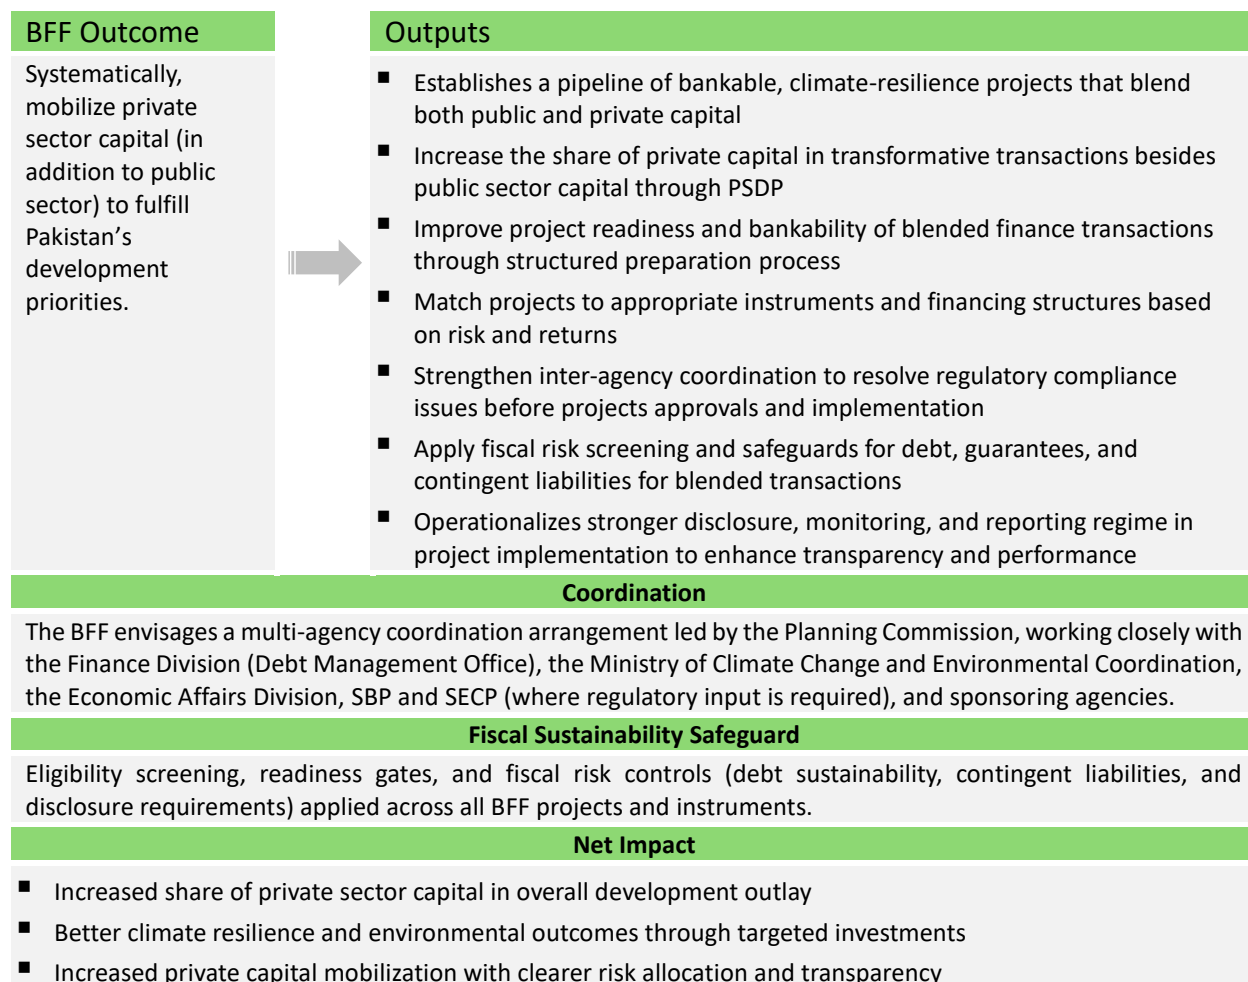 BFF Outcome
Systematically,
mobilize private
sector capital (in
addition to public
sector) to fulfill
Pakistan’s
development
priorities.
Outputs
▪ Establishes a pipeline of bankable, climate-resilience projects that blend
both public and private capital
▪ Increase the share of private capital in transformative transactions besides
public sector capital through PSDP
▪ Improve project readiness and bankability of blended finance transactions
through structured preparation process
▪ Match projects to appropriate instruments and financing structures based
on risk and returns
▪ Strengthen inter-agency coordination to resolve regulatory compliance
issues before projects approvals and implementation
▪ Apply fiscal risk screening and safeguards for debt, guarantees, and
contingent liabilities for blended transactions
▪ Operationalizes stronger disclosure, monitoring, and reporting regime in
project implementation to enhance transparency and performance
Coordination
The BFF envisages a multi-agency coordination arrangement led by the Planning Commission, working closely with
the Finance Division (Debt Management Office), the Ministry of Climate Change and Environmental Coordination,
the Economic Affairs Division, SBP and SECP (where regulatory input is required), and sponsoring agencies.
Fiscal Sustainability Safeguard
Eligibility screening, readiness gates, and fiscal risk controls (debt sustainability, contingent liabilities, and
disclosure requirements) applied across all BFF projects and instruments.
Net Impact
▪ Increased share of private sector capital in overall development outlay
▪ Better climate resilience and environmental outcomes through targeted investments
▪ Increased private capital mobilization with clearer risk allocation and transparency